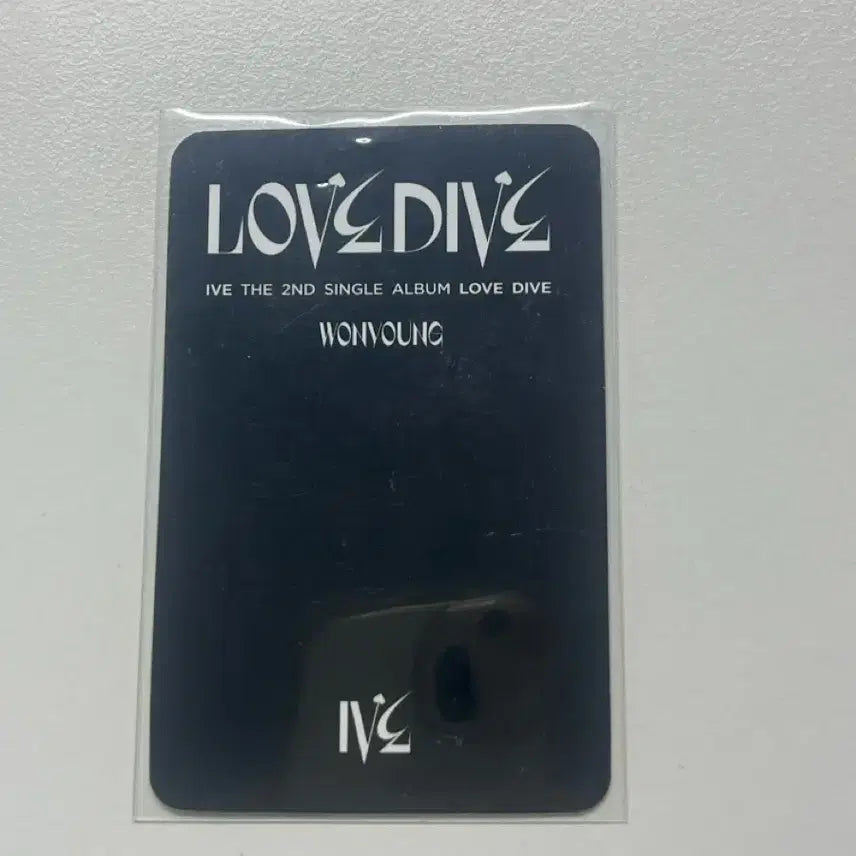 LOVE DIVE
IVE THE 2ND SINGLE ALBUM LOVE DIVE
WONYOUNG
IVE